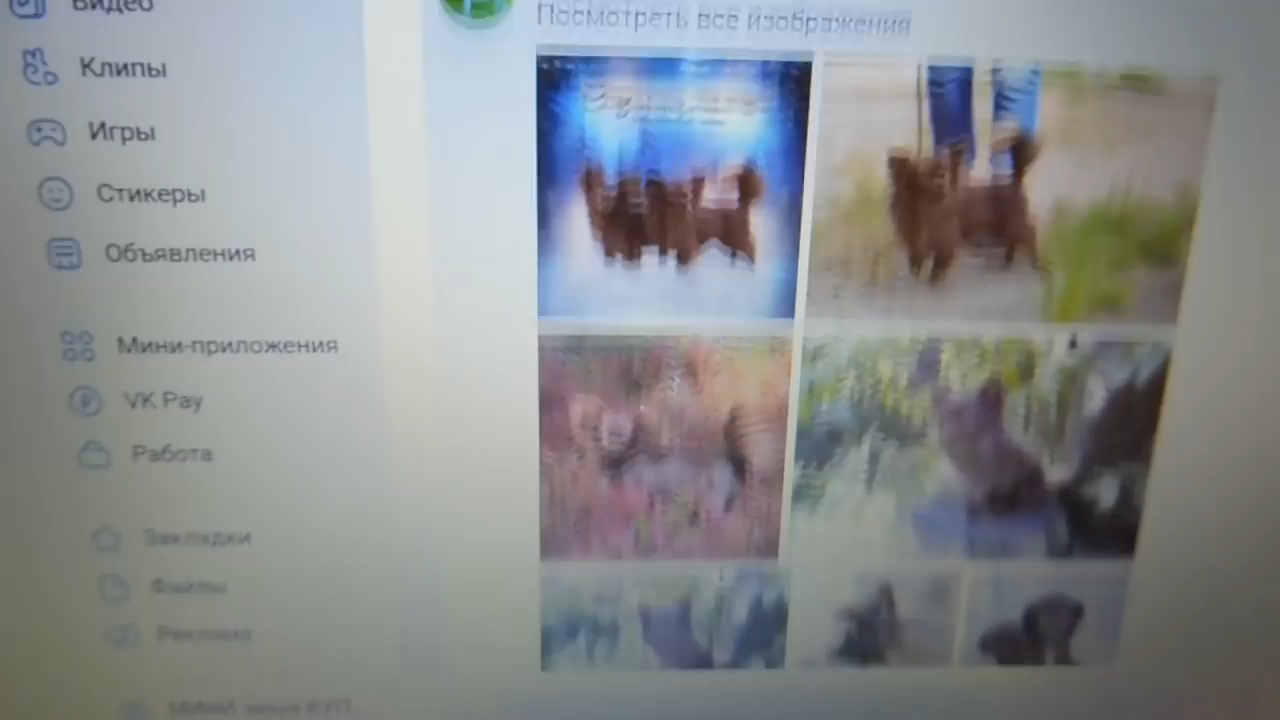 Видео
Посмотреть все изображения
Клипы
Игры
Стикеры
Объявления
Мини-приложения
VK Pay
Работа
Закладки
Файлы
Реклама